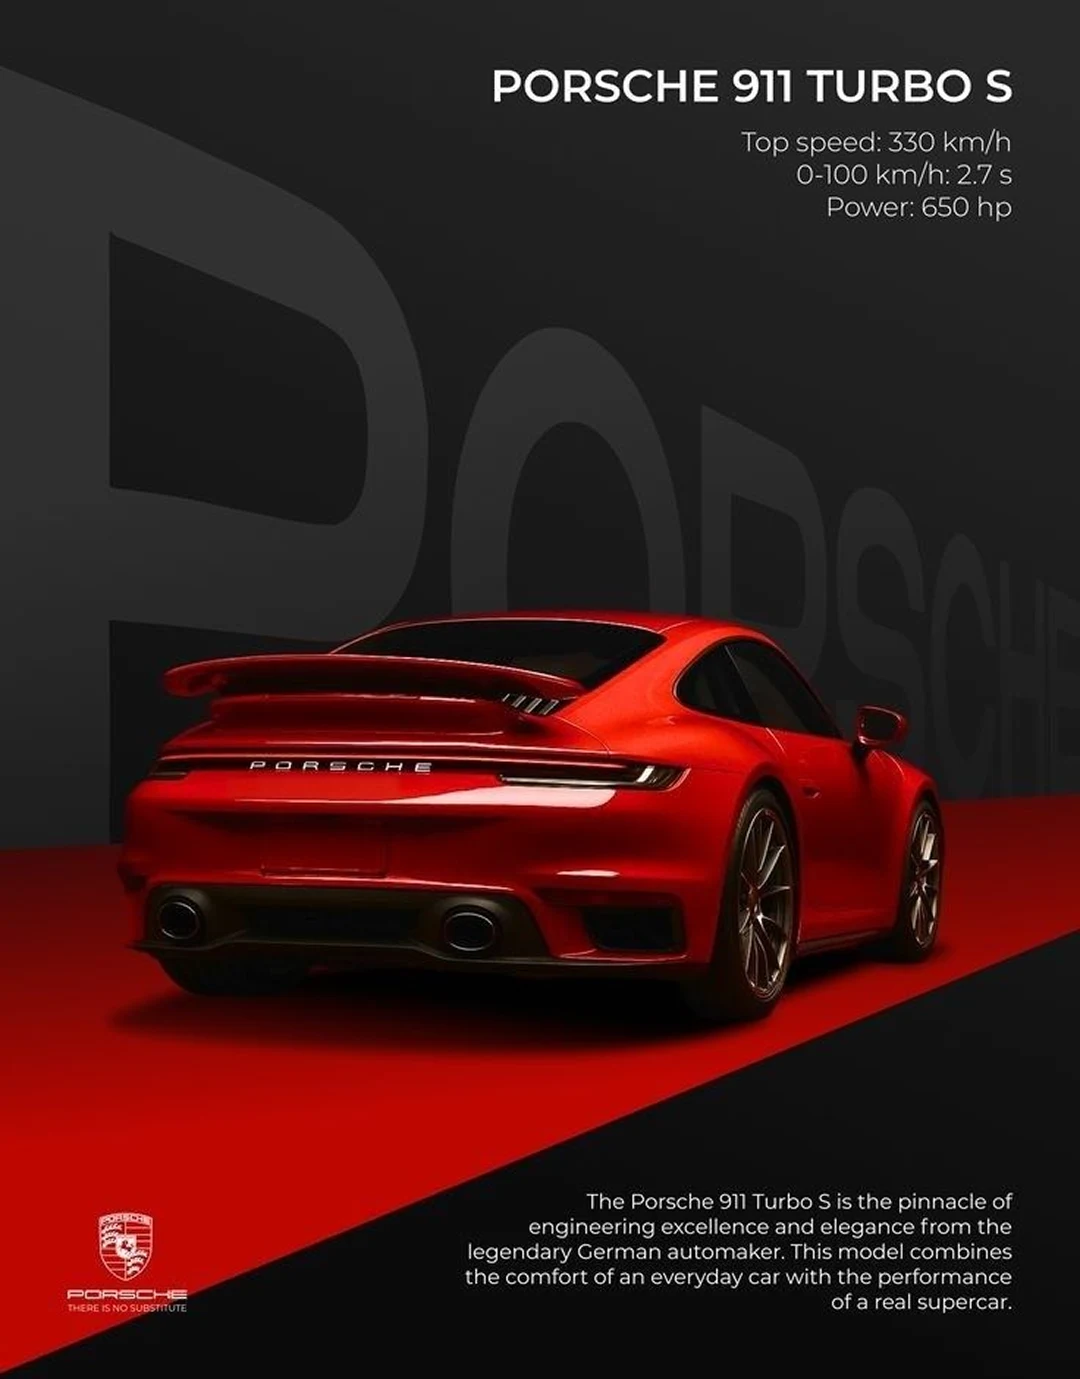 PORSCHE 911 TURBO S
Top speed: 330 km/h
0-100 km/h: 2.7 s
Power: 650 hp
PORSCHE
PORSCHE
The Porsche 911 Turbo S is the pinnacle of
engineering excellence and elegance from the
legendary German automaker. This model combines
the comfort of an everyday car with the performance
of a real supercar.
PORSCHE
PORSCHE
THERE IS NO SUBSTITUTE